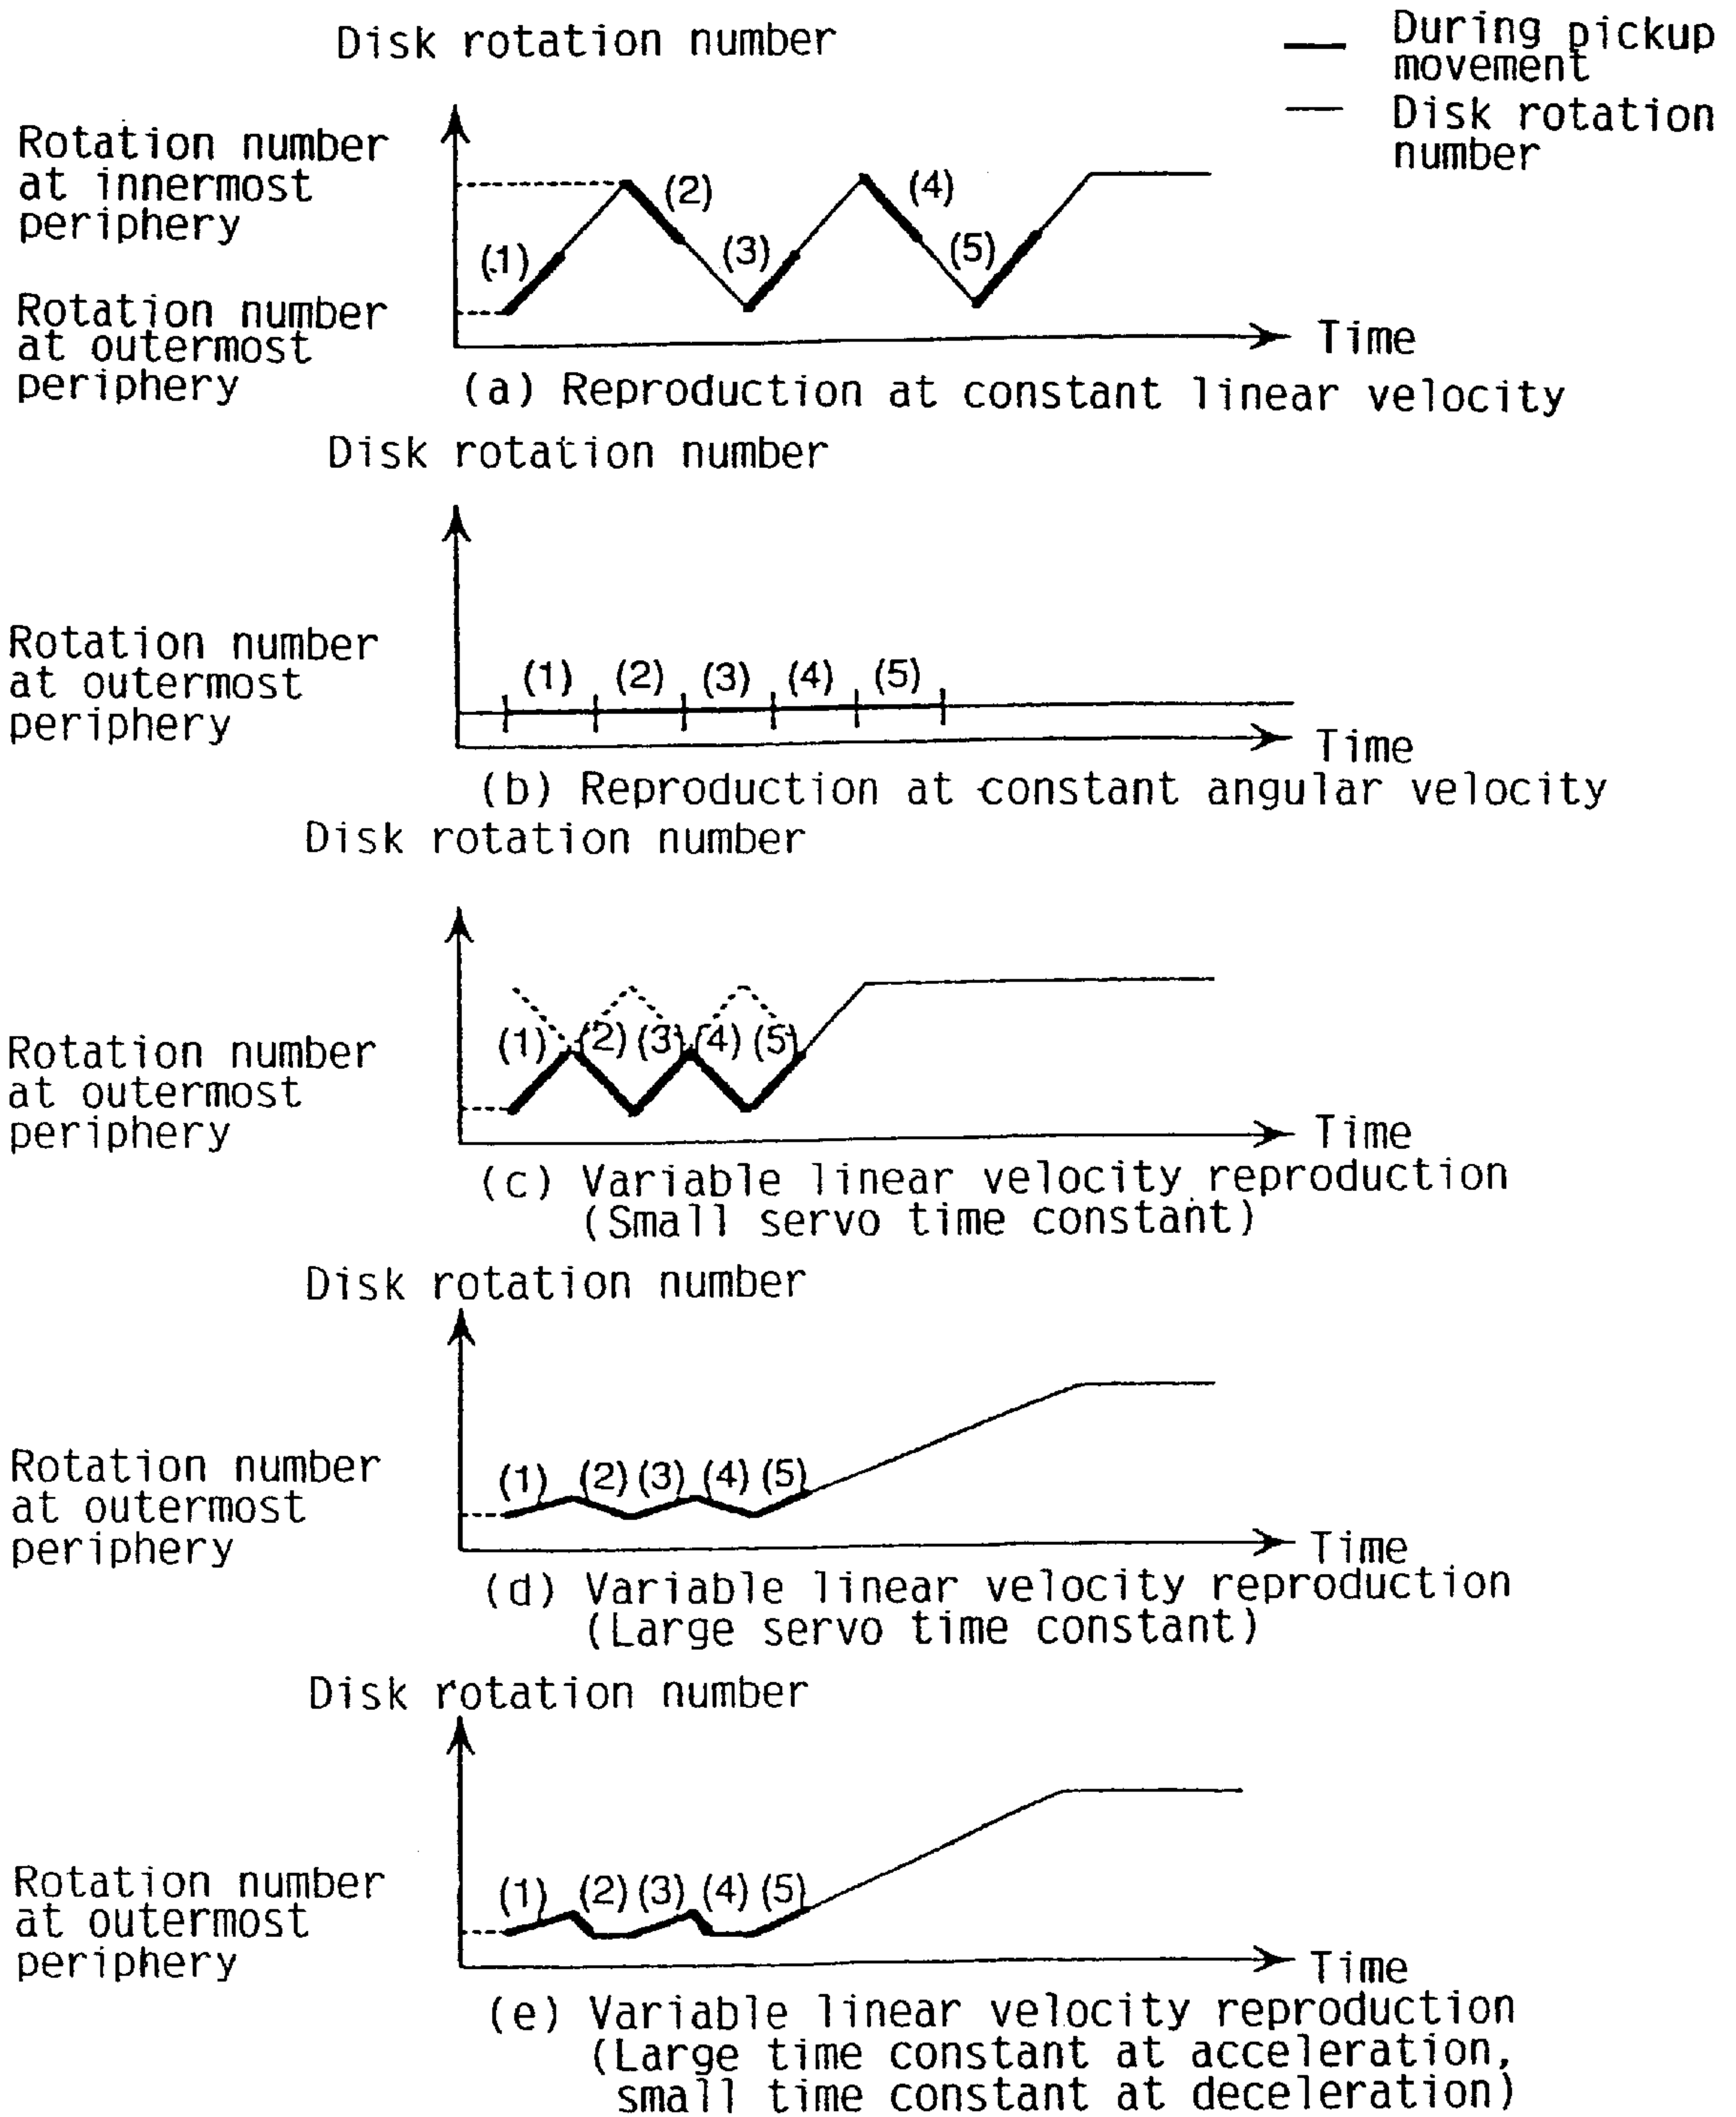 Disk rotation number
During pickup
movement
Disk rotation
number
Rotation number
at innermost
periphery
(1)
(2)
(3)
(4)
(5)
Rotation number
at outermost
periphery
Time
(a) Reproduction at constant linear velocity
Disk rotation number
Rotation number
at outermost
periphery
(1) (2) (3) (4) (5)
Time
(b) Reproduction at constant angular velocity
Disk rotation number
Rotation number
at outermost
periphery
(1) (2) (3) (4) (5)
Time
(c) Variable linear velocity reproduction
(Small servo time constant)
Disk rotation number
Rotation number
at outermost
periphery
(1) (2) (3) (4) (5)
Time
(d) Variable linear velocity reproduction
(Large servo time constant)
Disk rotation number
Rotation number
at outermost
periphery
(1) (2) (3) (4) (5)
Time
(e) Variable linear velocity reproduction
(Large time constant at acceleration,
small time constant at deceleration)